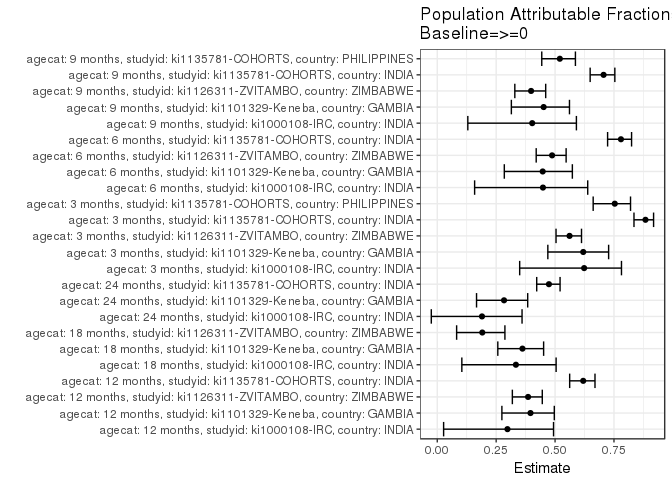 Population Attributable Fraction
Baseline=>=0
agecat: 9 months, studyid: ki1135781-COHORTS, country: PHILIPPINES
agecat: 9 months, studyid: ki1135781-COHORTS, country: INDIA
agecat: 9 months, studyid: ki1126311-ZVITAMBO, country: ZIMBABWE
agecat: 9 months, studyid: ki1101329-Keneba, country: GAMBIA
agecat: 9 months, studyid: ki1000108-IRC, country: INDIA
agecat: 6 months, studyid: ki1135781-COHORTS, country: INDIA
agecat: 6 months, studyid: ki1126311-ZVITAMBO, country: ZIMBABWE
agecat: 6 months, studyid: ki1101329-Keneba, country: GAMBIA
agecat: 6 months, studyid: ki1000108-IRC, country: INDIA
agecat: 3 months, studyid: ki1135781-COHORTS, country: PHILIPPINES
agecat: 3 months, studyid: ki1135781-COHORTS, country: INDIA
agecat: 3 months, studyid: ki1126311-ZVITAMBO, country: ZIMBABWE
agecat: 3 months, studyid: ki1101329-Keneba, country: GAMBIA
agecat: 3 months, studyid: ki1000108-IRC, country: INDIA
agecat: 24 months, studyid: ki1135781-COHORTS, country: INDIA
agecat: 24 months, studyid: ki1101329-Keneba, country: GAMBIA
agecat: 24 months, studyid: ki1000108-IRC, country: INDIA
agecat: 18 months, studyid: ki1126311-ZVITAMBO, country: ZIMBABWE
agecat: 18 months, studyid: ki1101329-Keneba, country: GAMBIA
agecat: 18 months, studyid: ki1000108-IRC, country: INDIA
agecat: 12 months, studyid: ki1135781-COHORTS, country: INDIA
agecat: 12 months, studyid: ki1126311-ZVITAMBO, country: ZIMBABWE
agecat: 12 months, studyid: ki1101329-Keneba, country: GAMBIA
agecat: 12 months, studyid: ki1000108-IRC, country: INDIA
0.00 0.25 0.50 0.75
Estimate